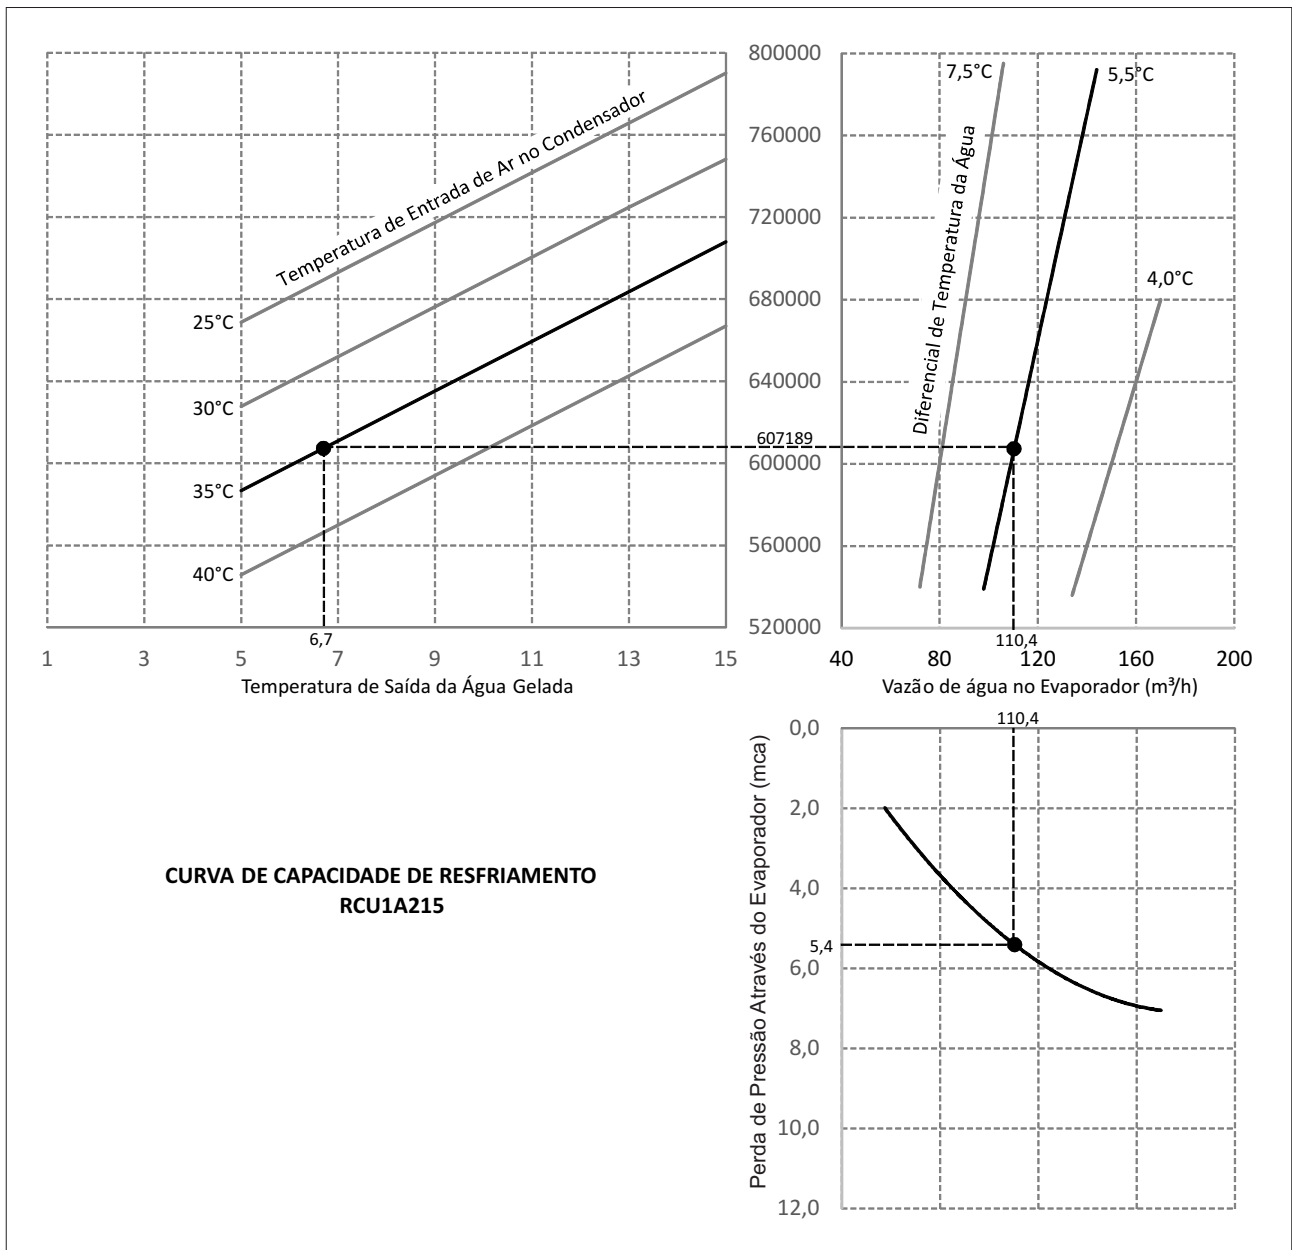 800000
760000
720000
680000
640000
607189
600000
560000
520000
Temperatura de Entrada de Ar no Condensador
25°C
30°C
35°C
40°C
6,7
1 3 5 7 9 11 13 15
Temperatura de Saída da Água Gelada
7,5°C
5,5°C
4,0°C
Diferencial de Temperatura da Água
110,4
40 80 120 160 200
Vazão de água no Evaporador (m³/h)
110,4
0,0
2,0
4,0
5,4
6,0
8,0
10,0
12,0
Perda de Pressão Através do Evaporador (mca)
CURVA DE CAPACIDADE DE RESFRIAMENTO
RCU1A215